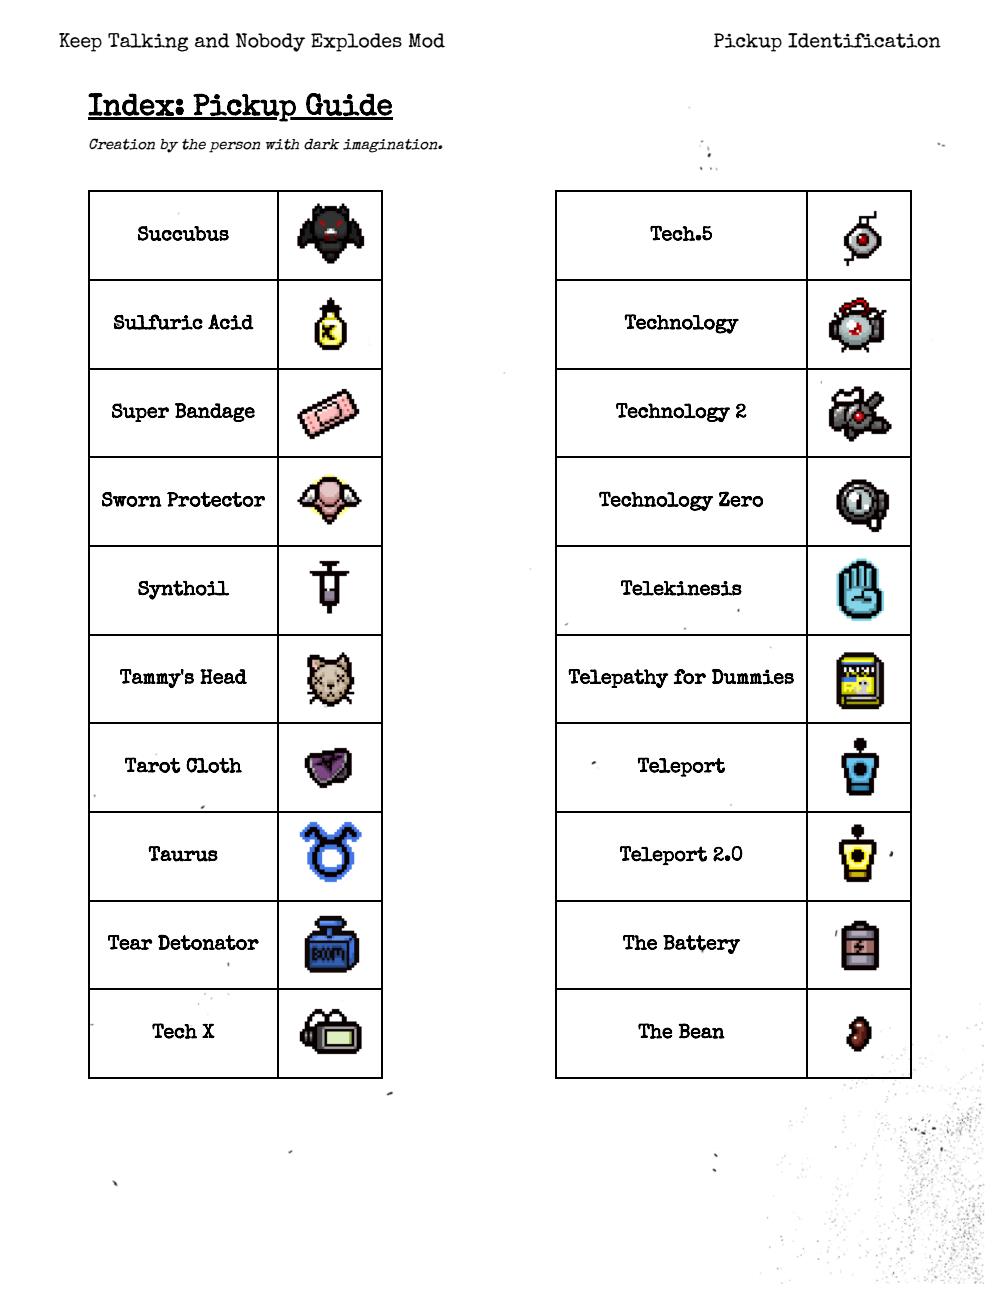 Keep Talking and Nobody Explodes Mod
Pickup Identification
Index: Pickup Guide
Creation by the person with dark imagination.
Succubus
Sulfuric Acid
Super Bandage
Sworn Protector
Synthoil
Tammy's Head
Tarot Cloth
Taurus
Tear Detonator
BOOM
Tech X
Tech.5
Technology
Technology 2
Technology Zero
Telekinesis
Telepathy for Dummies
Teleport
Teleport 2.0
The Battery
The Bean